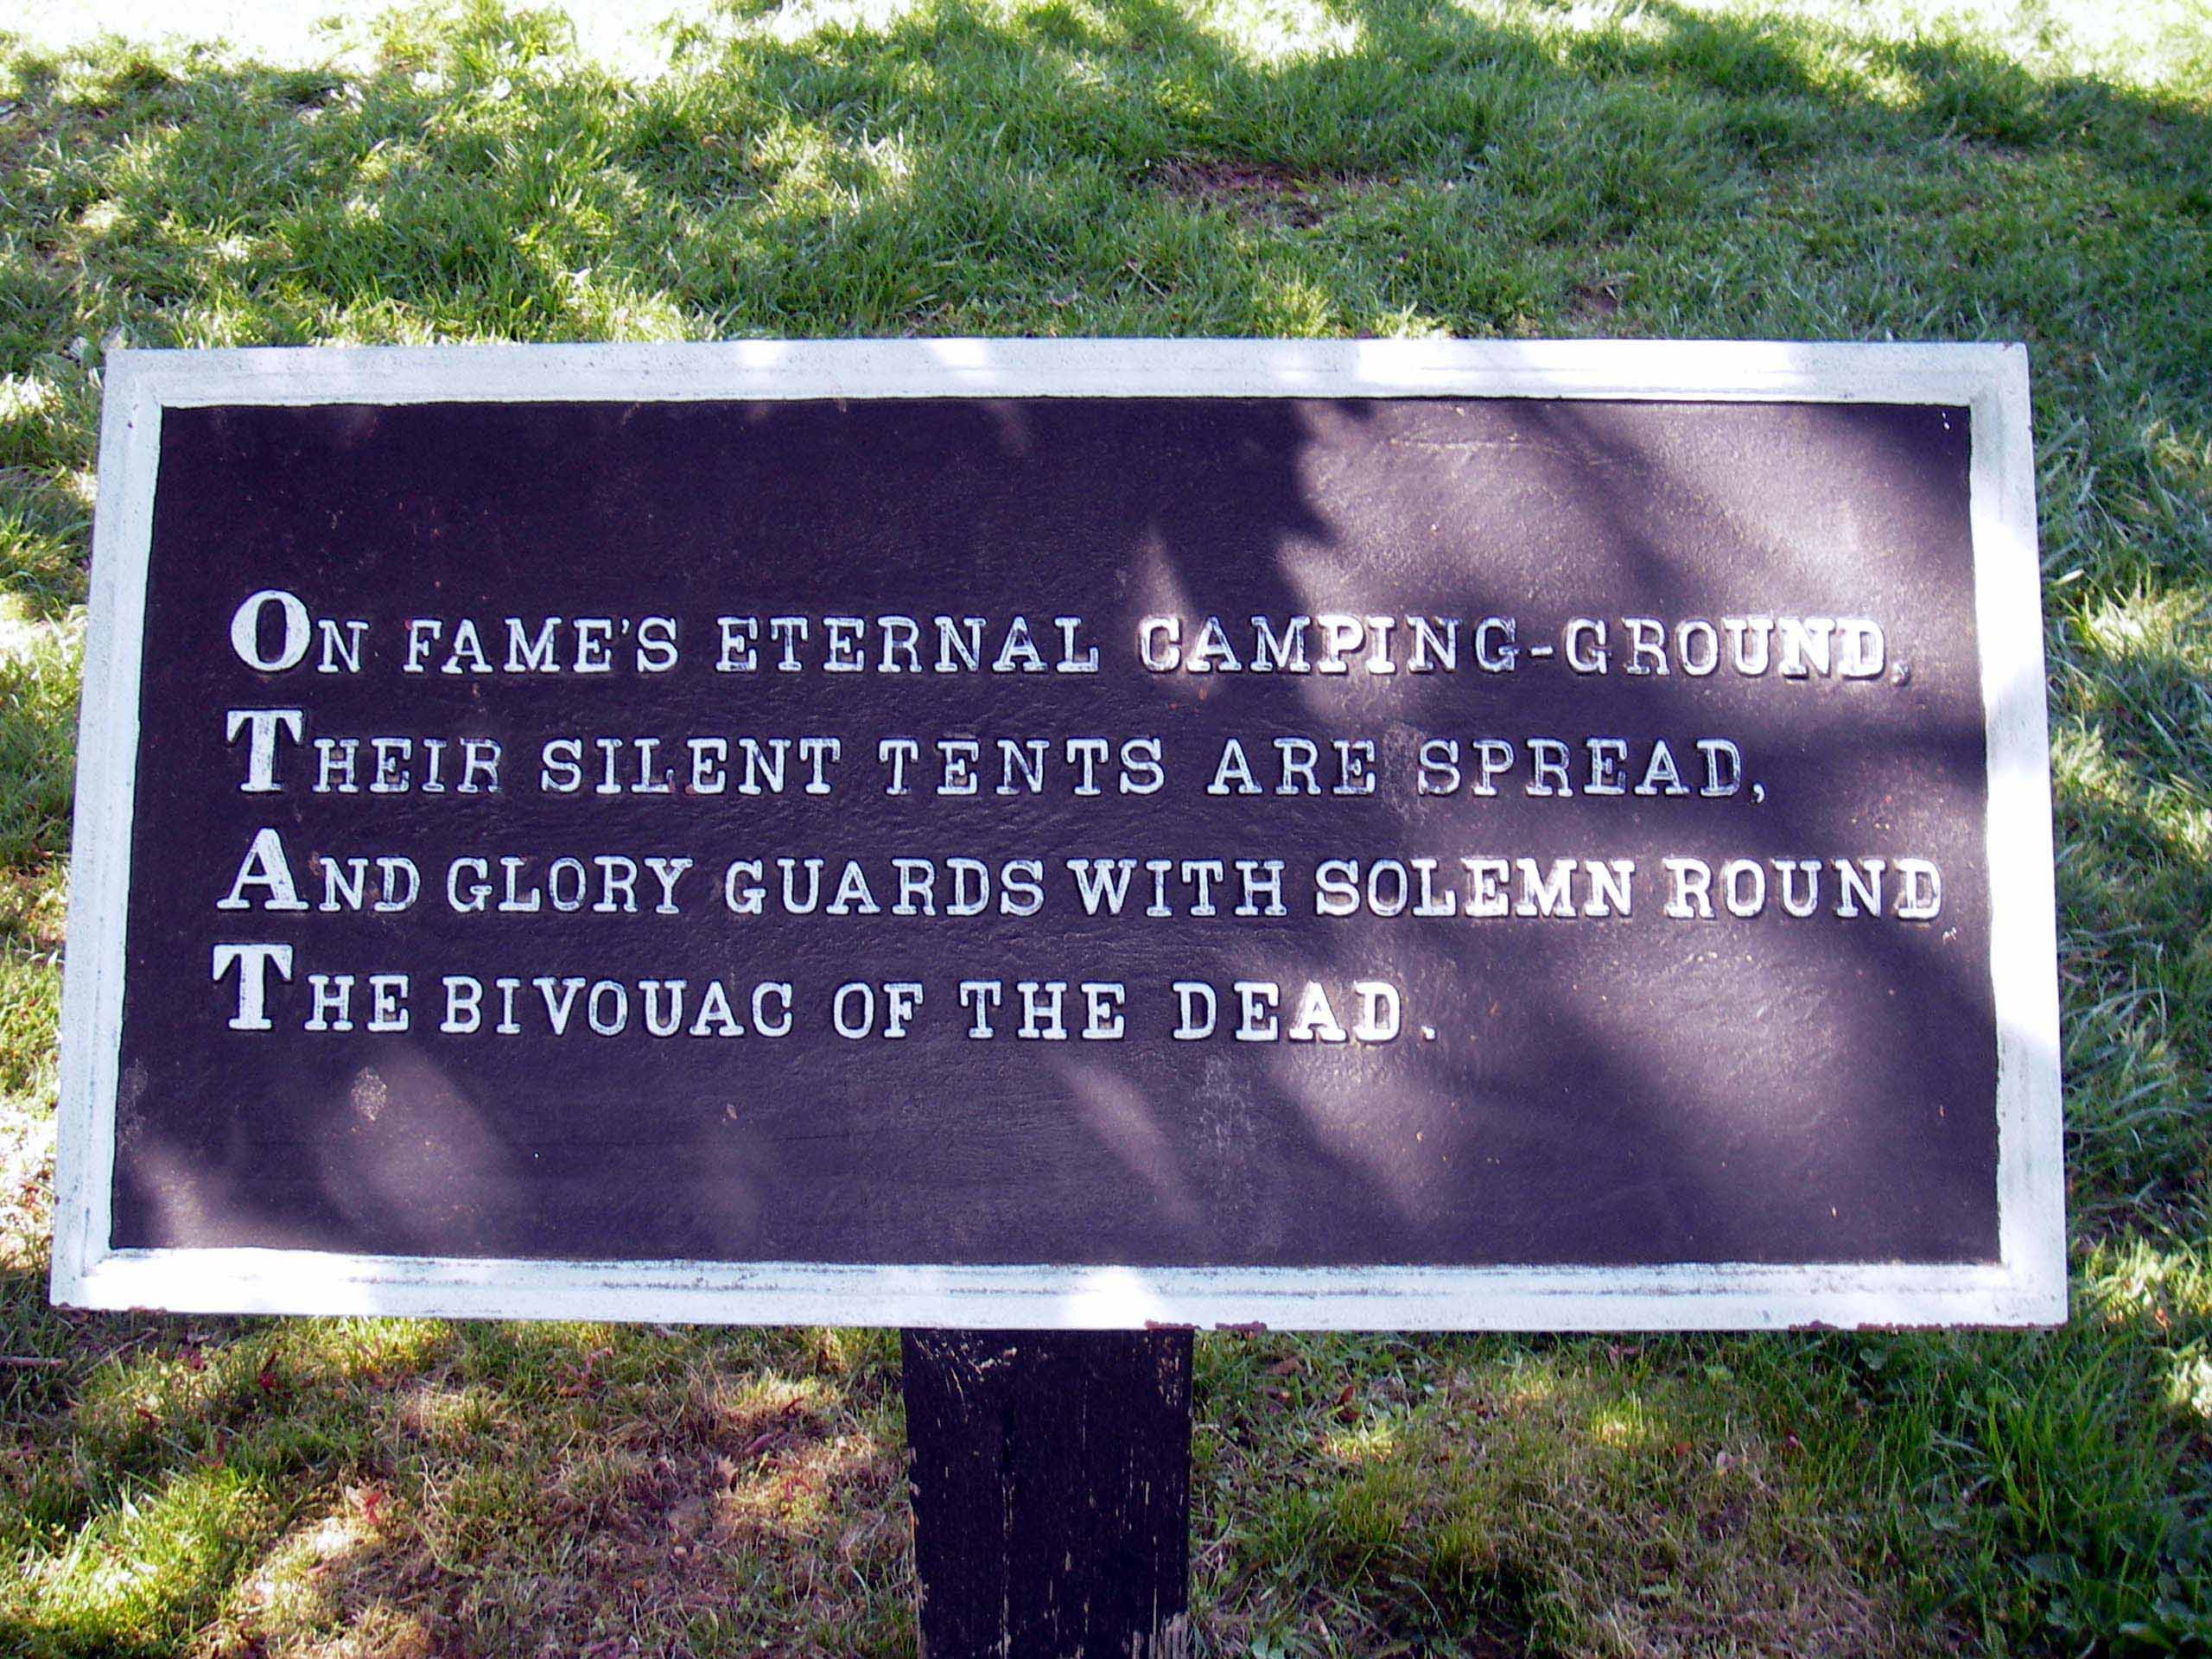 ON FAME'S ETERNAL CAMPING-GROUND,
THEIR SILENT TENTS ARE SPREAD,
AND GLORY GUARDS WITH SOLEMN ROUND
THE BIVOUAC OF THE DEAD.